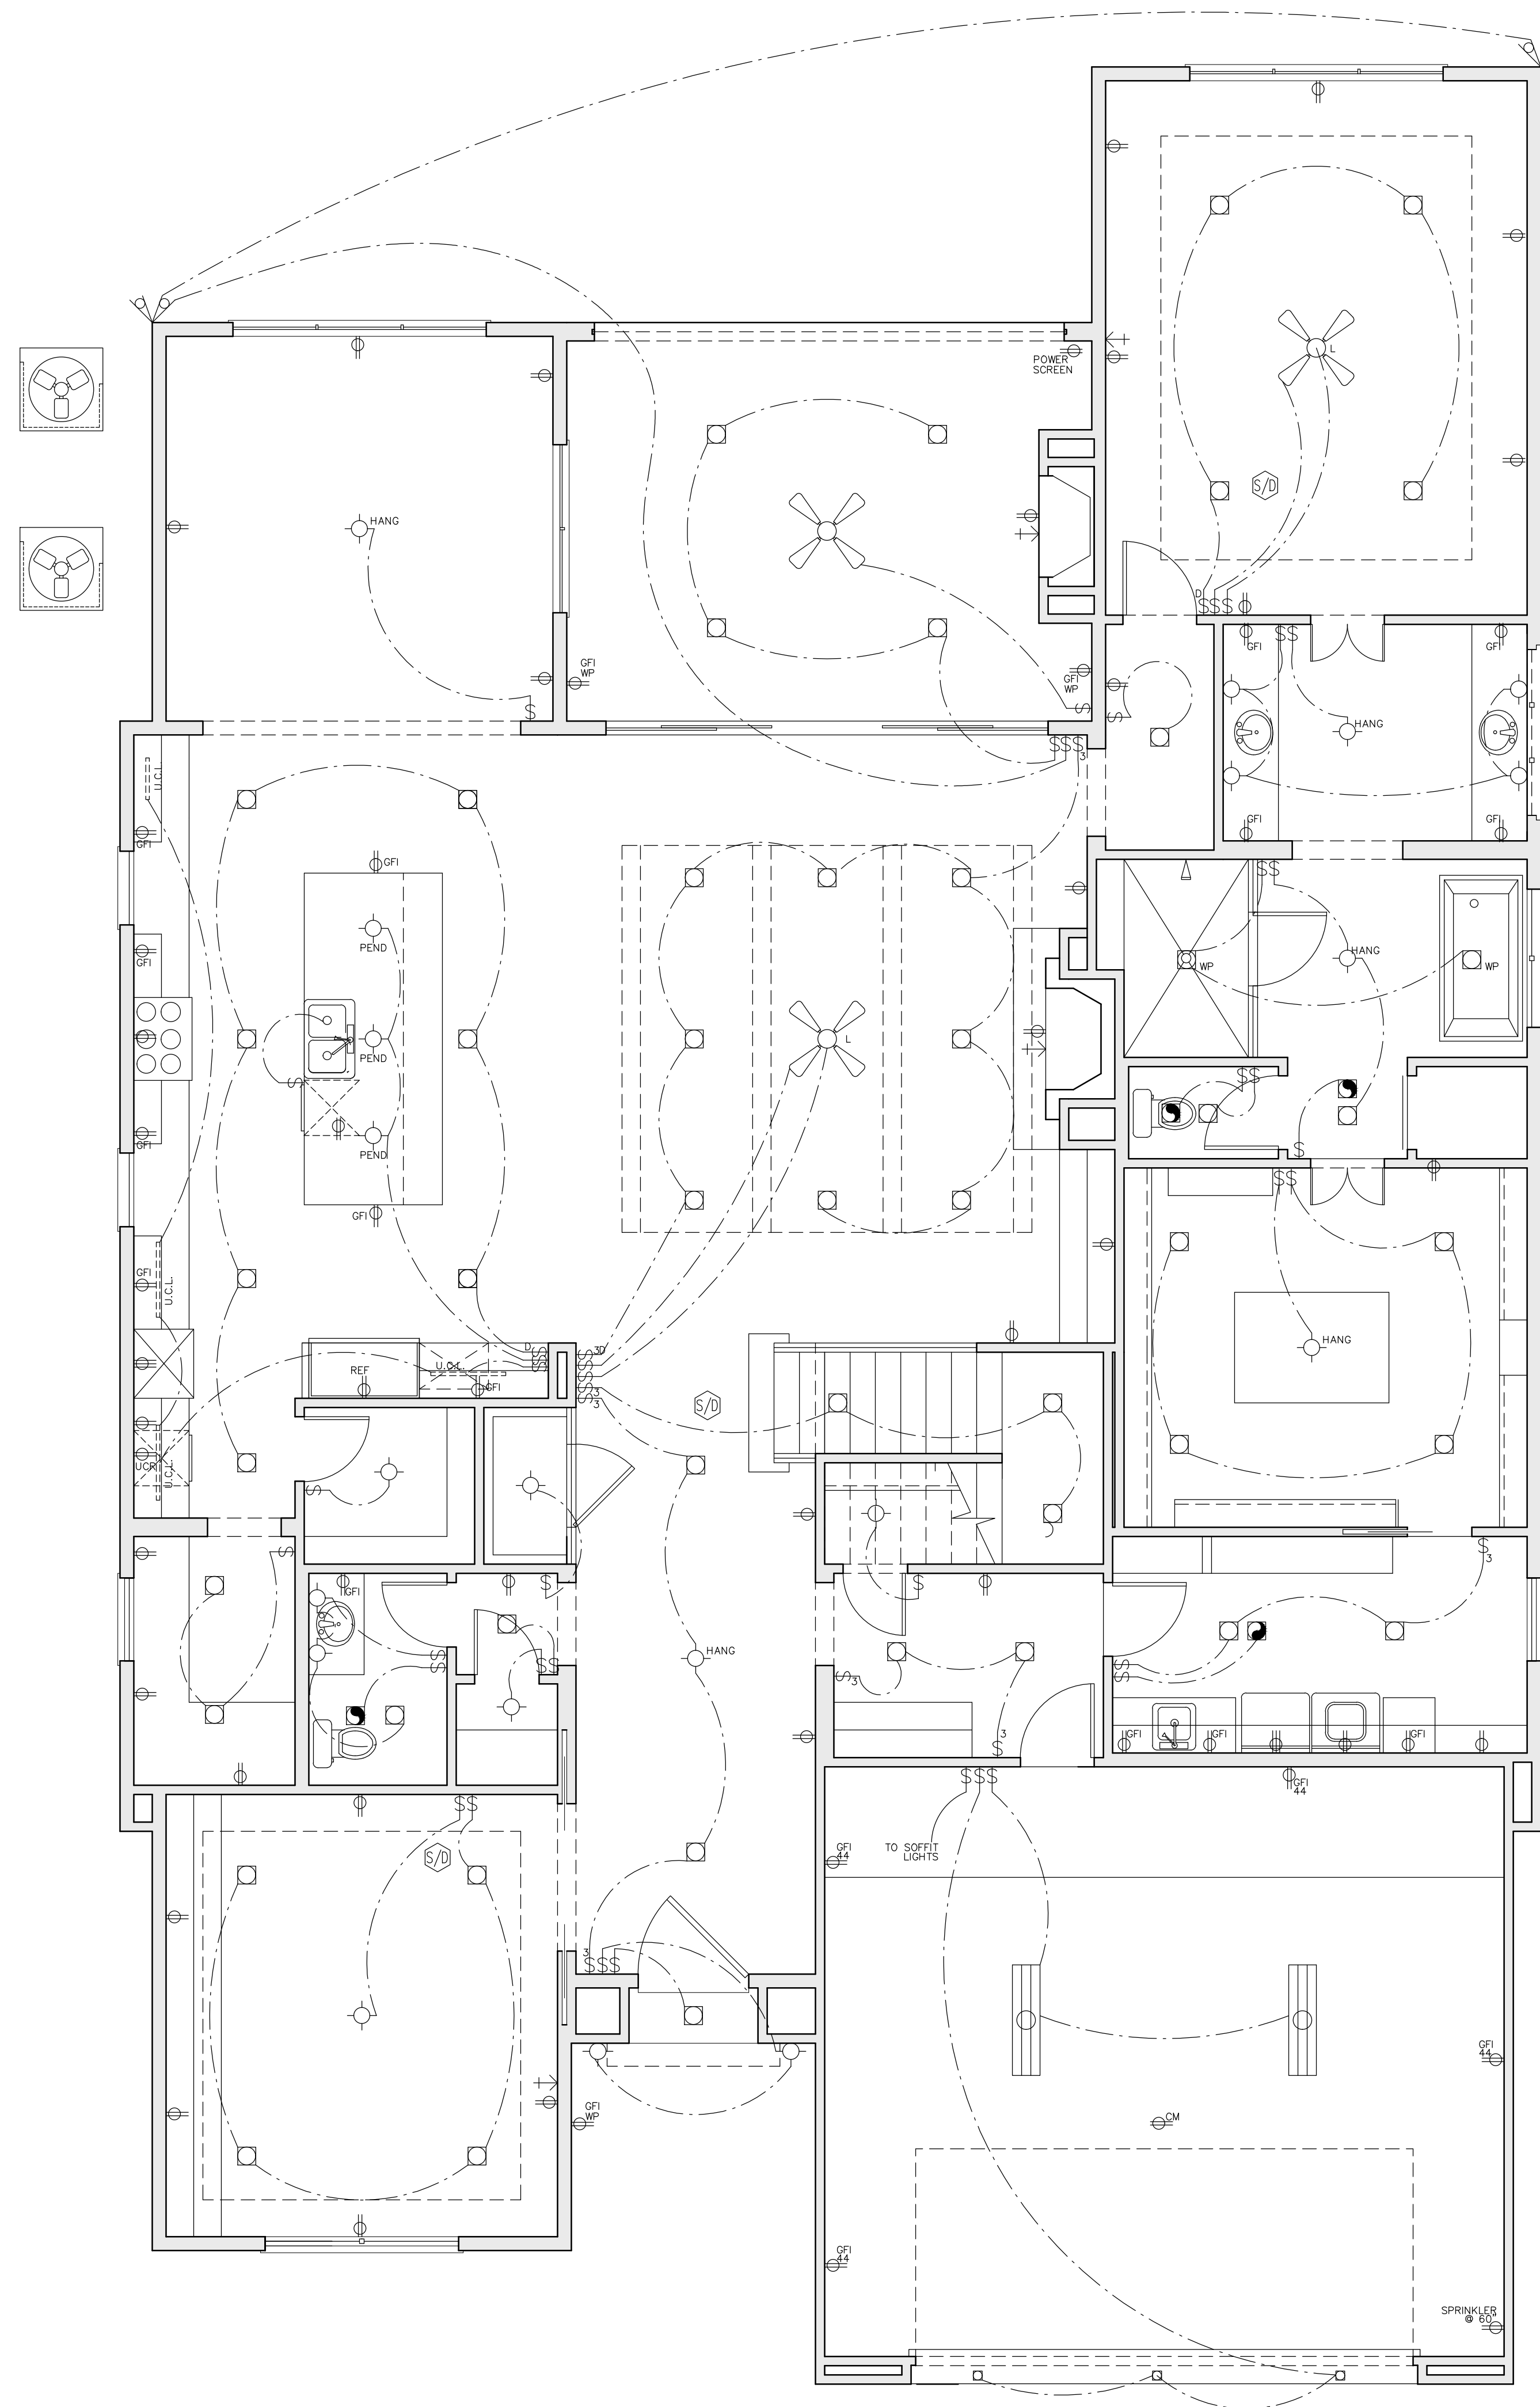 POWER
SCREEN
L
S/D
HANG
D
$ $ $
GFI
WP
GFI
WP
$
$
$
$ $
GFI
GFI
HANG
$ $ $
3
U.C.L.
GFI
GFI
GFI
GFI
$ $
GFI
PEND
HANG
WP
WP
PEND
L
$
PEND
GFI
$ $
$
GFI
GFI
U.C.L.
$ $
HANG
D
3D
3
REF
U.C.L.
GFI
S/D
UCR
U.C.L.
$
$
$
3
GFI
$
$
HANG
$
3
$ $
$ $
$ $
3
$
GFI
GFI
GFI
$ $
$ $ $
GFI
44
S/D
TO SOFFIT
LIGHTS
GFI
44
3
$ $ $
GFI
44
GFI
WP
CM
GFI
44
SPRINKLER
@ 60"